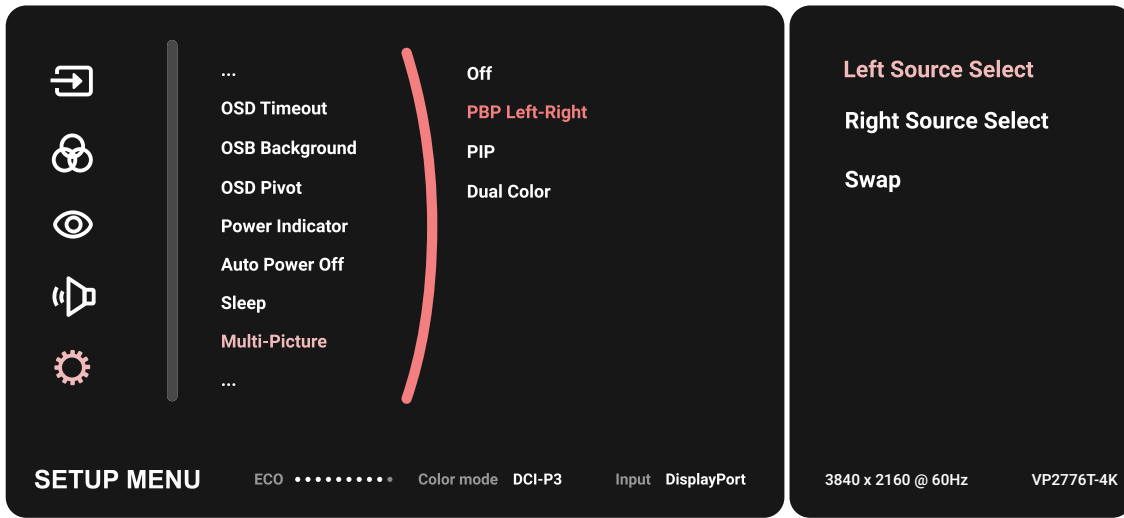 ...
OSD Timeout
OSB Background
OSD Pivot
Power Indicator
Auto Power Off
Sleep
Multi-Picture
...
Off
PBP Left-Right
PIP
Dual Color
Left Source Select
Right Source Select
Swap
SETUP MENU ECO Color mode DCI-P3 Input DisplayPort 3840 x 2160 @ 60Hz VP2776T-4K